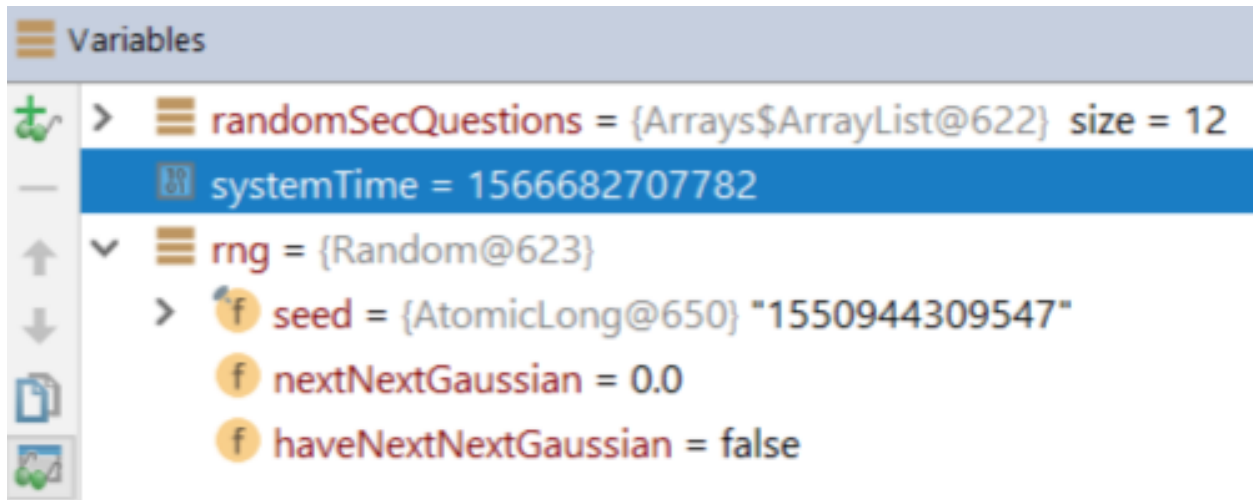 Variables
randomSecQuestions = {Arrays$ArrayList@622} size = 12
systemTime = 1566682707782
rng = {Random@623}
seed = {AtomicLong@650} "1550944309547"
nextNextGaussian = 0.0
haveNextNextGaussian = false